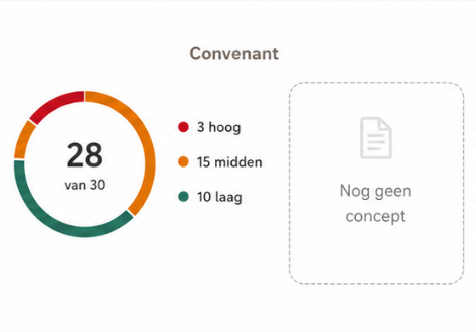 Convenant
28
van 30
3 hoog
15 midden
10 laag
Nog geen
concept